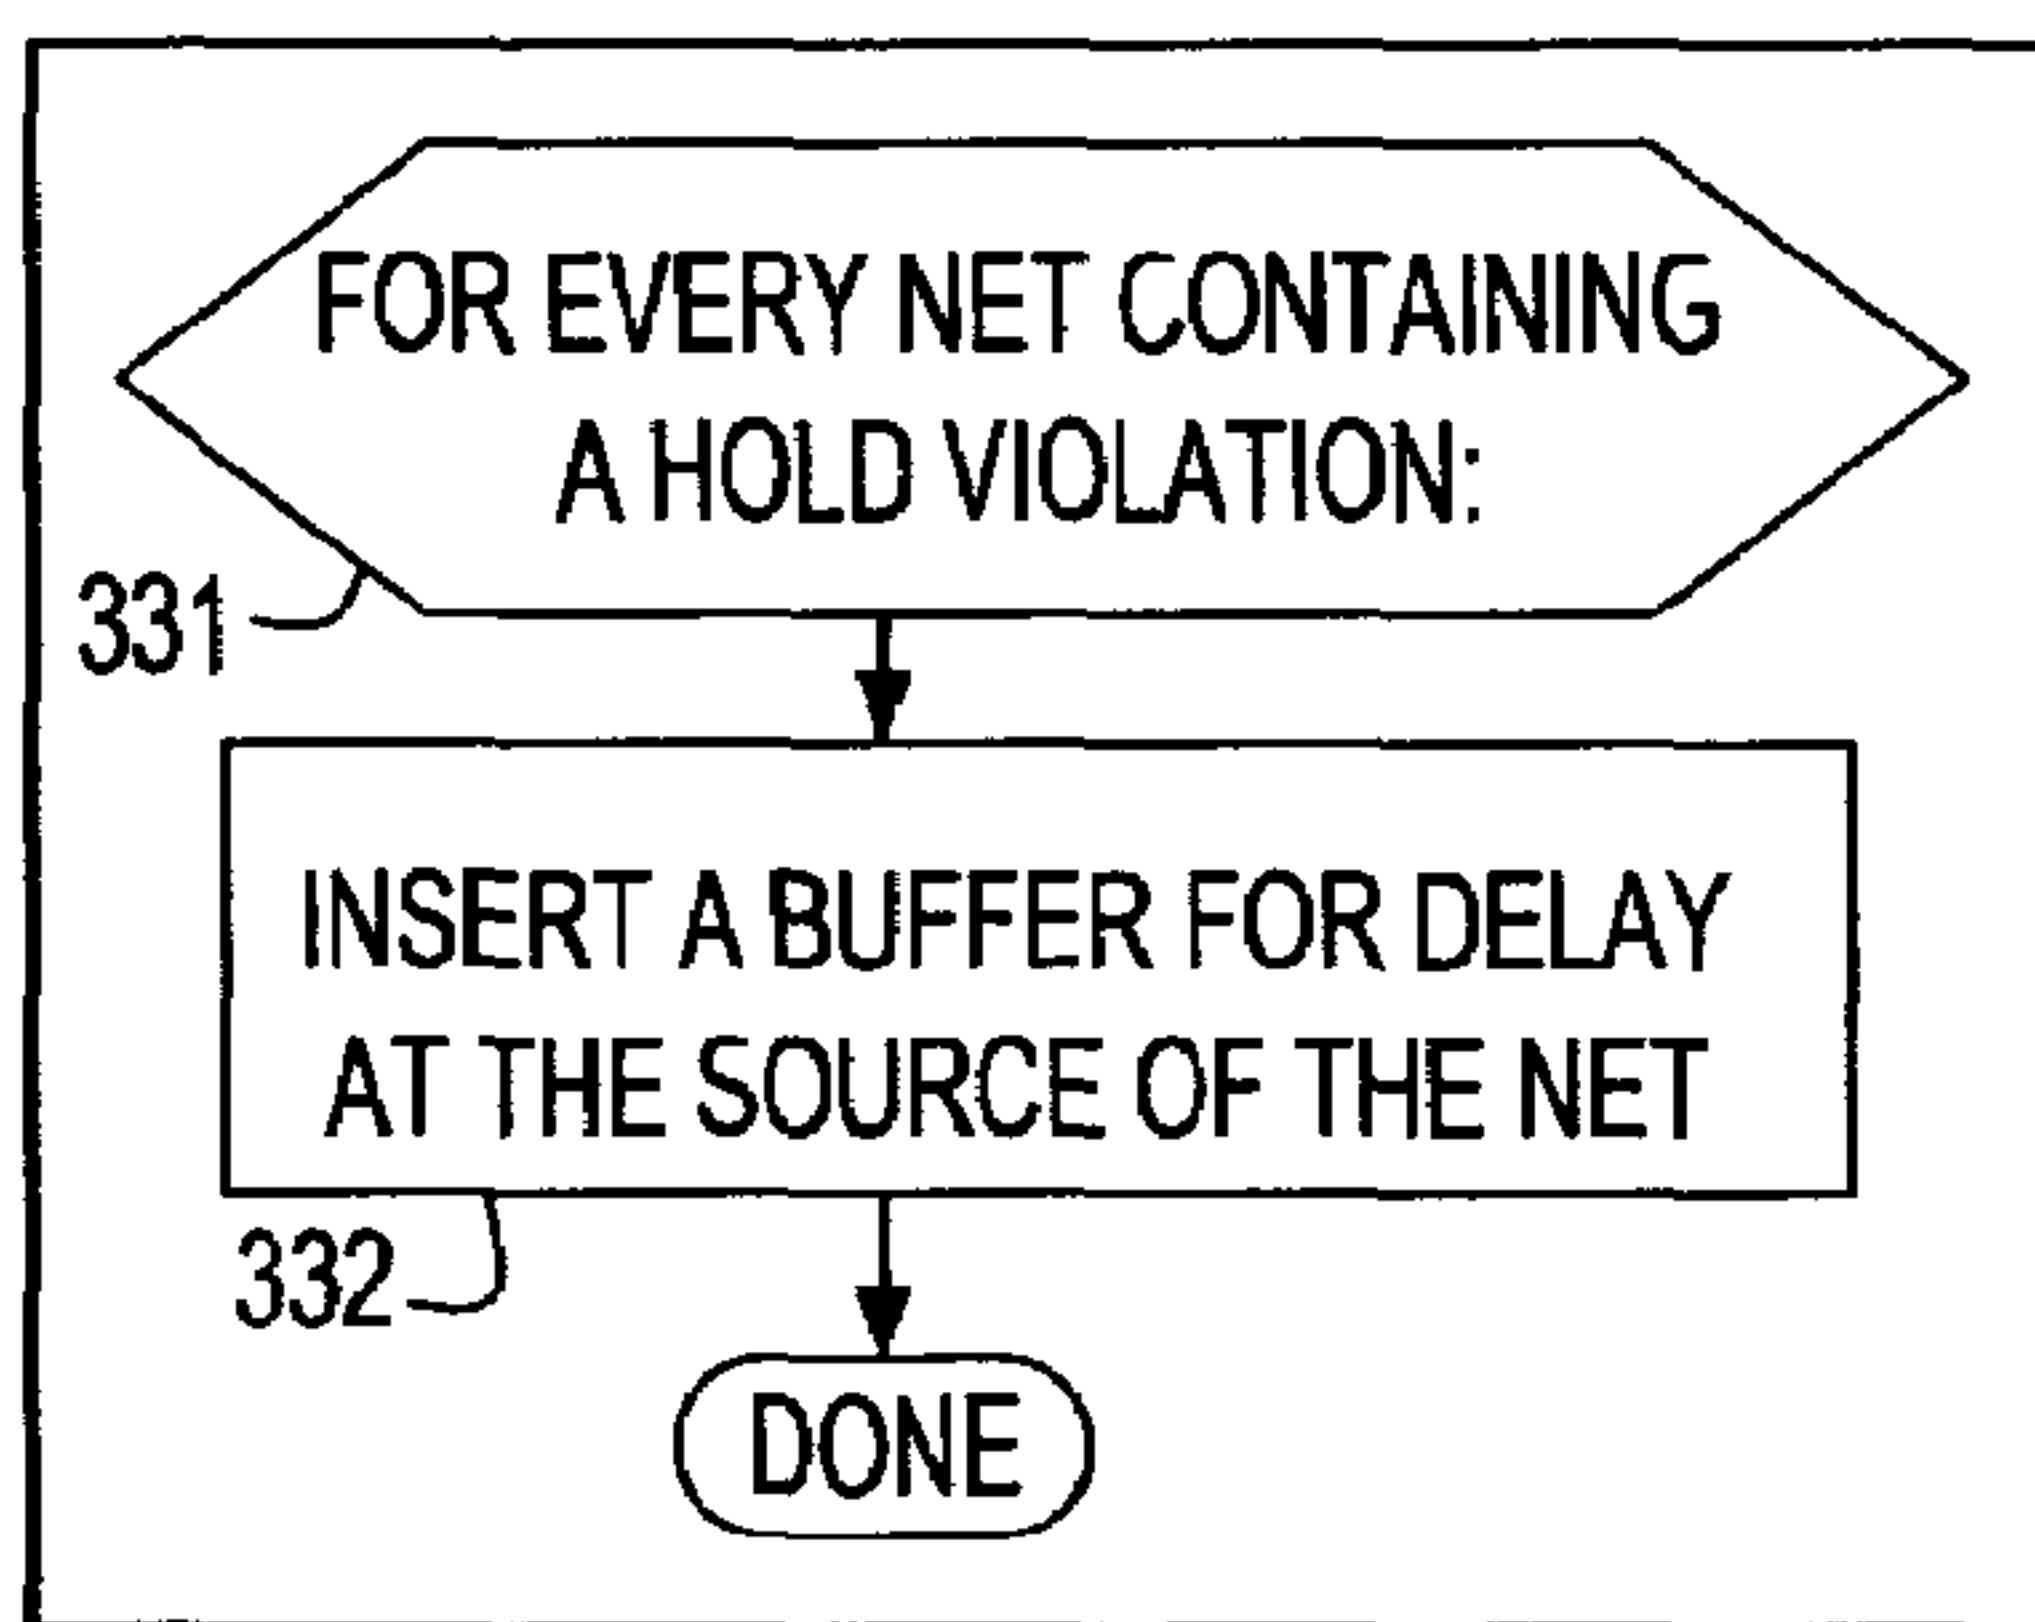 FOR EVERY NET CONTAINING
A HOLD VIOLATION:
331
INSERT A BUFFER FOR DELAY
AT THE SOURCE OF THE NET
332
DONE